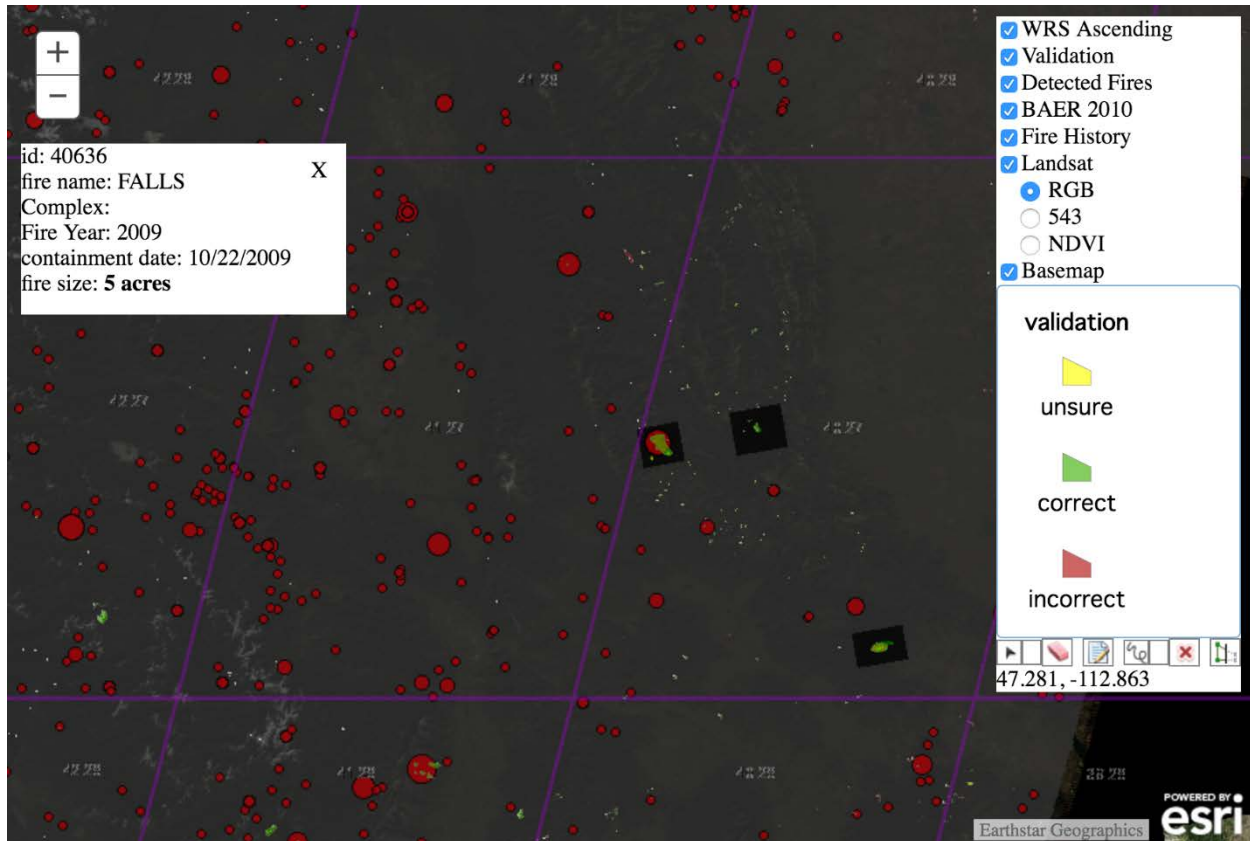 +
−
id: 40636
X
fire name: FALLS
Complex:
Fire Year: 2009
containment date: 10/22/2009
fire size: 5 acres
WRS Ascending
Validation
Detected Fires
BAER 2010
Fire History
Landsat
RGB
543
NDVI
Basemap
validation
unsure
correct
incorrect
47.281, -112.863
POWERED BY
esri
Earthstar Geographics